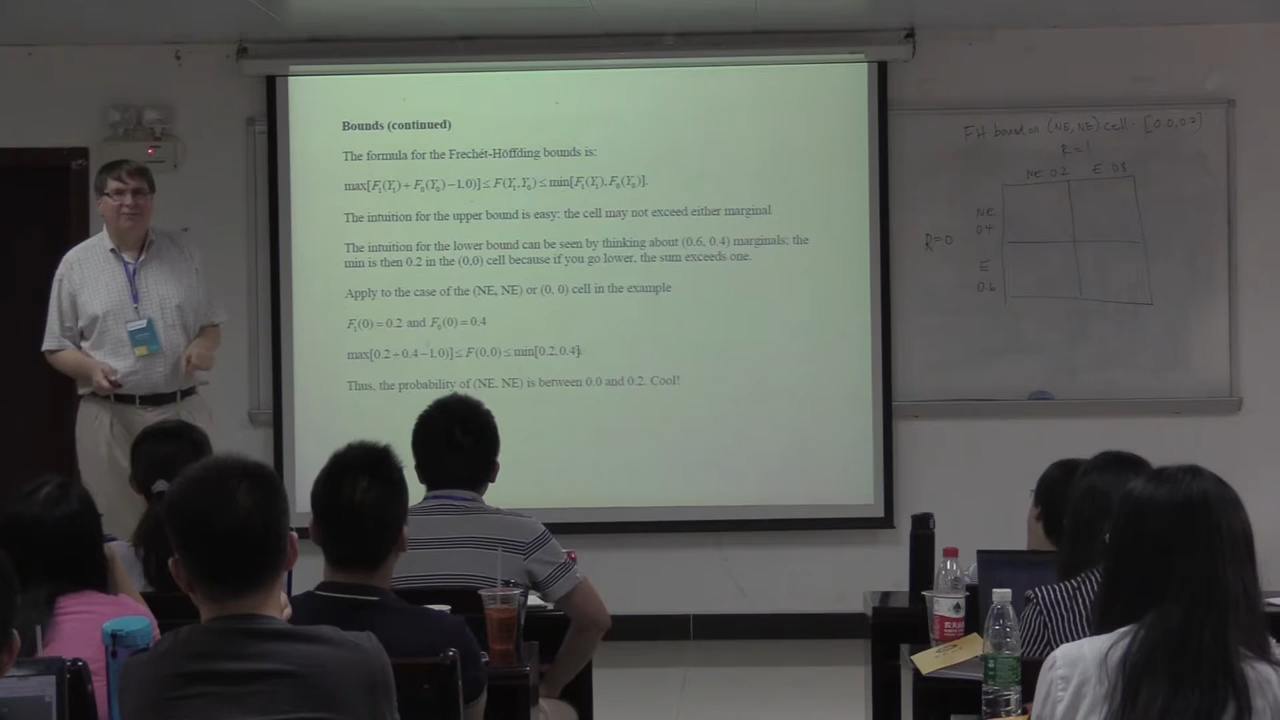 Bounds (continued)
The formula for the Frechét-Höffding bounds is:
max[F₁(Y₁) + F₀(Y₀) − 1,0)] ≤ F(Y₁,Y₀) ≤ min[F₁(Y₁), F₀(Y₀)].
The intuition for the upper bound is easy: the cell may not exceed either marginal
The intuition for the lower bound can be seen by thinking about (0.6, 0.4) marginals; the
min is then 0.2 in the (0,0) cell because if you go lower, the sum exceeds one.
Apply to the case of the (NE, NE) or (0, 0) cell in the example
F₁(0) = 0.2 and F₀(0) = 0.4
max[0.2 + 0.4 − 1,0)] ≤ F(0,0) ≤ min[0.2,0.4].
Thus, the probability of (NE, NE) is between 0.0 and 0.2. Cool!
FH bound on (NE, NE) cell: [0.0, 0.2]
R=1
NE 0.2 E 0.8
NE
0.4
R=0
E
0.6